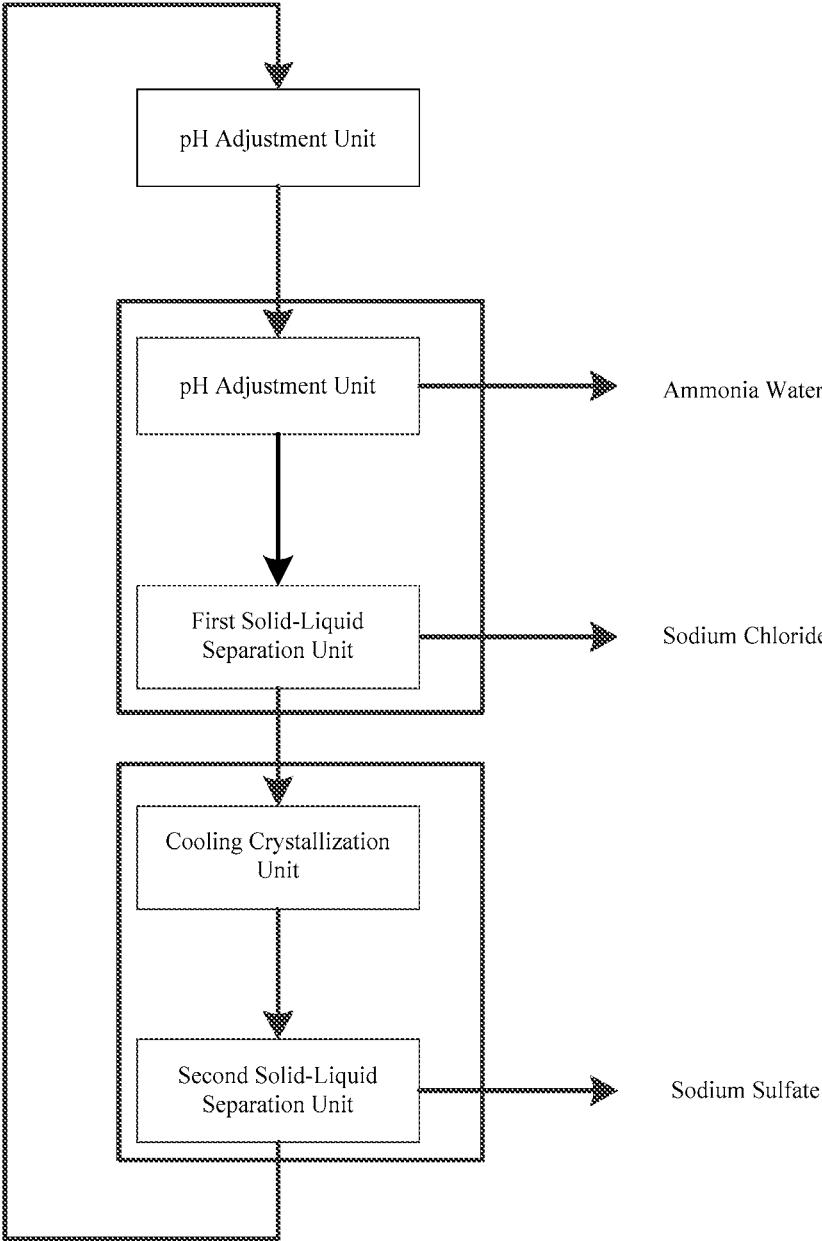 pH Adjustment Unit
pH Adjustment Unit
Ammonia Water
First Solid-Liquid
Separation Unit
Sodium Chloride
Cooling Crystallization
Unit
Second Solid-Liquid
Separation Unit
Sodium Sulfate